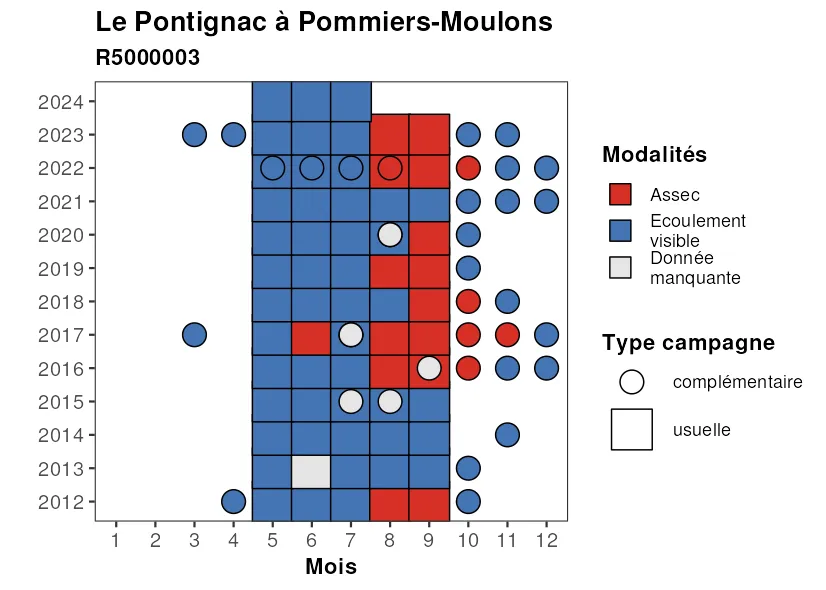 Le Pontignac à Pommiers-Moulons
R5000003
2024
2023
2022
2021
2020
2019
2018
2017
2016
2015
2014
2013
2012
1 2 3 4 5 6 7 8 9 10 11 12
Mois
Modalités
Assec
Ecoulement
visible
Donnée
manquante
Type campagne
complémentaire
usuelle